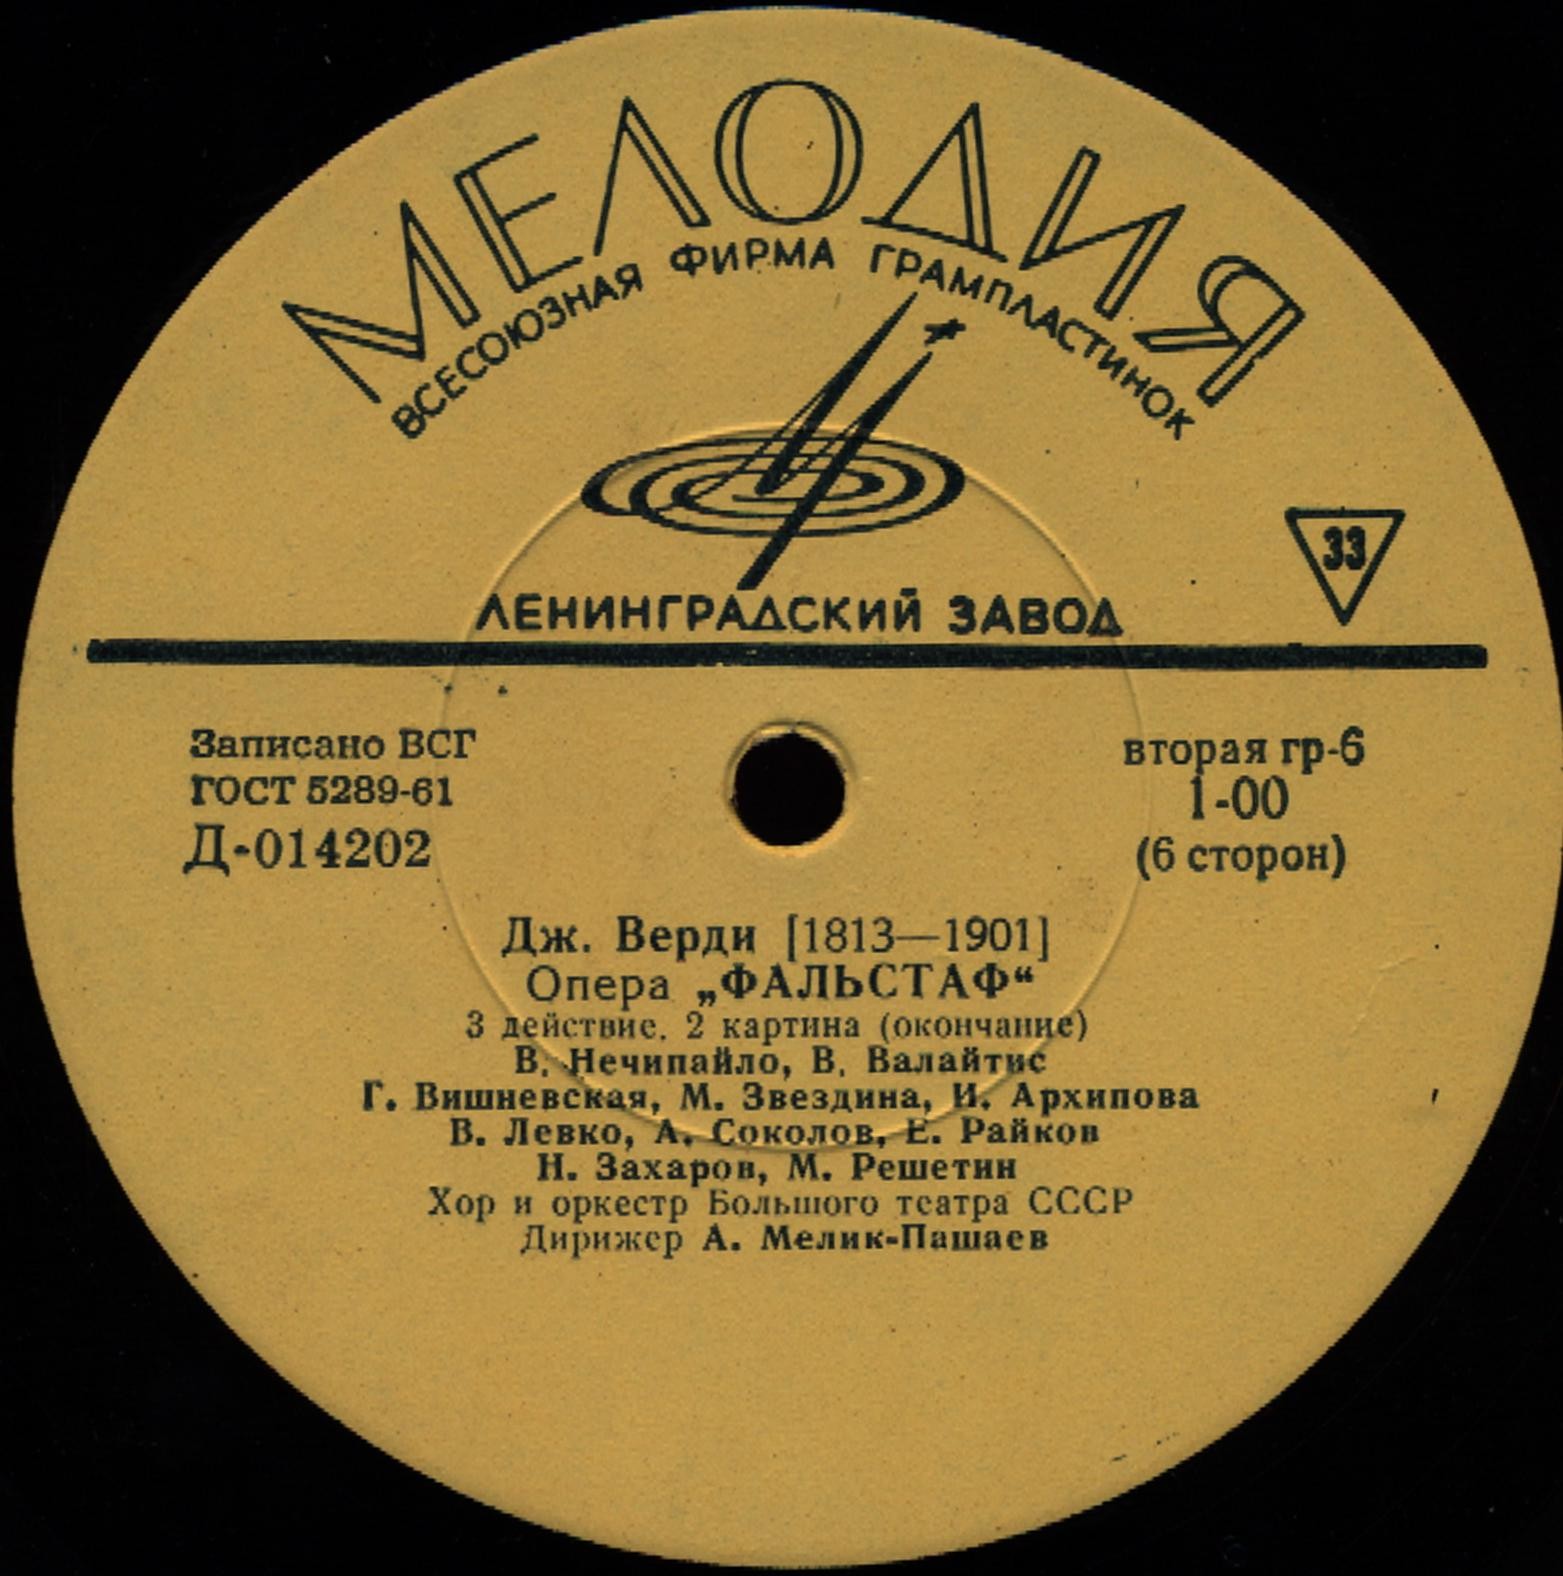 МЕЛОДИЯ
ВСЕСОЮЗНАЯ ФИРМА ГРАМПЛАСТИНОК
33
ЛЕНИНГРАДСКИЙ ЗАВОД
Записано ВСГ
ГОСТ 5289-61
Д-014202
вторая гр-6
1-00
(6 сторон)
Дж. Верди [1813—1901]
Опера „ФАЛЬСТАФ“
3 действие. 2 картина (окончание)
В. Нечипайло, В. Валайтис
Г. Вишневская, М. Звездина, И. Архипова
В. Левко, А. Соколов, Е. Райков
Н. Захаров, М. Решетин
Хор и оркестр Большого театра СССР
Дирижер А. Мелик-Пашаев